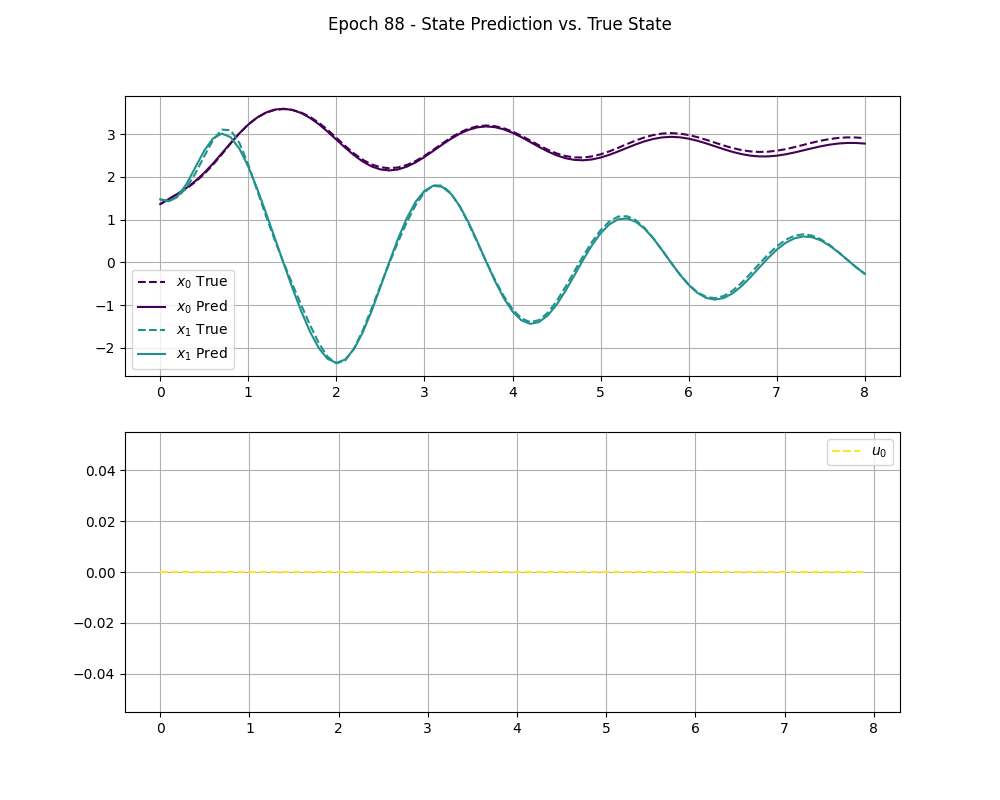 Epoch 88 - State Prediction vs. True State
3
2
1
0
−1
−2
x₀ True
x₀ Pred
x₁ True
x₁ Pred
0 1 2 3 4 5 6 7 8
0.04
0.02
0.00
−0.02
−0.04
u₀
0 1 2 3 4 5 6 7 8